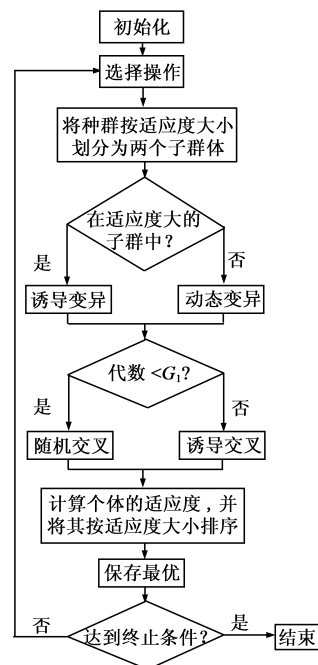 初始化
选择操作
将种群按适应度大小
划分为两个子群体
在适应度大的
子群中？
是
否
诱导变异
动态变异
代数 <G₁?
是
否
随机交叉
诱导交叉
计算个体的适应度，并
将其按适应度大小排序
保存最优
否
达到终止条件？
是
结束